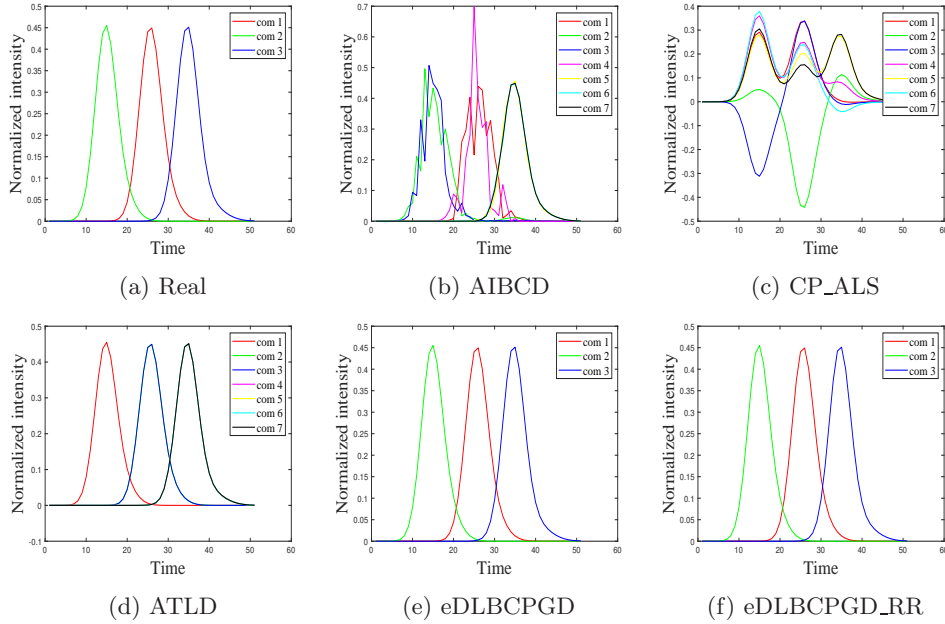 Normalized intensity
0.5
0.45
0.4
0.35
0.3
0.25
0.2
0.15
0.1
0.05
0
0 10 20 30 40 50 60
Time
com 1
com 2
com 3
(a) Real
Normalized intensity
0.7
0.6
0.5
0.4
0.3
0.2
0.1
0
0 10 20 30 40 50 60
Time
com 1
com 2
com 3
com 4
com 5
com 6
com 7
(b) AIBCD
Normalized intensity
0.4
0.3
0.2
0.1
0
-0.1
-0.2
-0.3
-0.4
-0.5
0 10 20 30 40 50 60
Time
com 1
com 2
com 3
com 4
com 5
com 6
com 7
(c) CP_ALS
Normalized intensity
0.5
0.4
0.3
0.2
0.1
0
-0.1
0 10 20 30 40 50 60
Time
com 1
com 2
com 3
com 4
com 5
com 6
com 7
(d) ATLD
Normalized intensity
0.5
0.45
0.4
0.35
0.3
0.25
0.2
0.15
0.1
0.05
0
0 10 20 30 40 50 60
Time
com 1
com 2
com 3
(e) eDLBCPGD
Normalized intensity
0.5
0.45
0.4
0.35
0.3
0.25
0.2
0.15
0.1
0.05
0
0 10 20 30 40 50 60
Time
com 1
com 2
com 3
(f) eDLBCPGD_RR